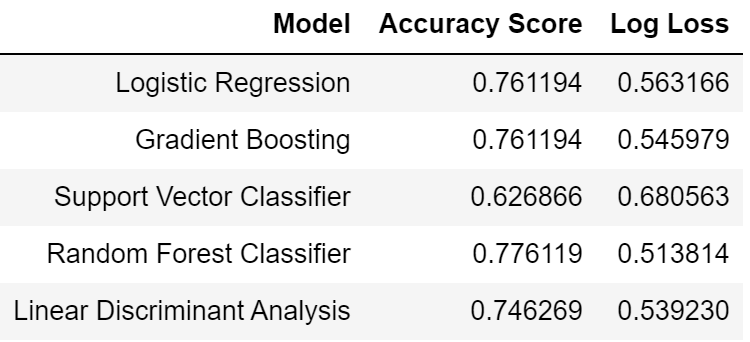 Model Accuracy Score Log Loss
Logistic Regression 0.761194 0.563166
Gradient Boosting 0.761194 0.545979
Support Vector Classifier 0.626866 0.680563
Random Forest Classifier 0.776119 0.513814
Linear Discriminant Analysis 0.746269 0.539230